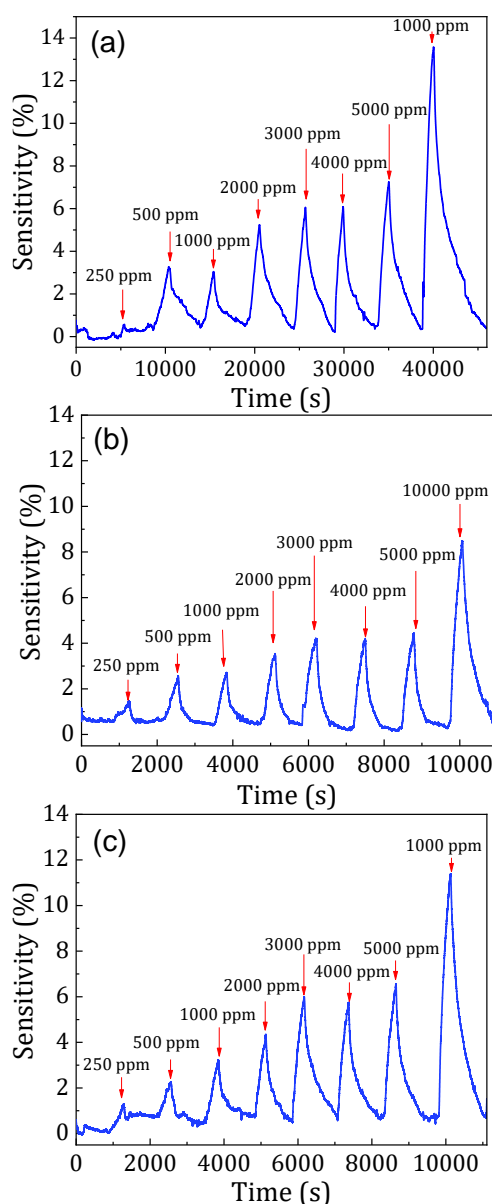 (a)
Sensitivity (%)
14
12
10
8
6
4
2
0
250 ppm
500 ppm
1000 ppm
2000 ppm
3000 ppm
4000 ppm
5000 ppm
1000 ppm
0 10000 20000 30000 40000
Time (s)
(b)
Sensitivity (%)
14
12
10
8
6
4
2
0
250 ppm
500 ppm
1000 ppm
2000 ppm
3000 ppm
4000 ppm
5000 ppm
10000 ppm
0 2000 4000 6000 8000 10000
Time (s)
(c)
Sensitivity (%)
14
12
10
8
6
4
2
0
250 ppm
500 ppm
1000 ppm
2000 ppm
3000 ppm
4000 ppm
5000 ppm
1000 ppm
0 2000 4000 6000 8000 10000
Time (s)